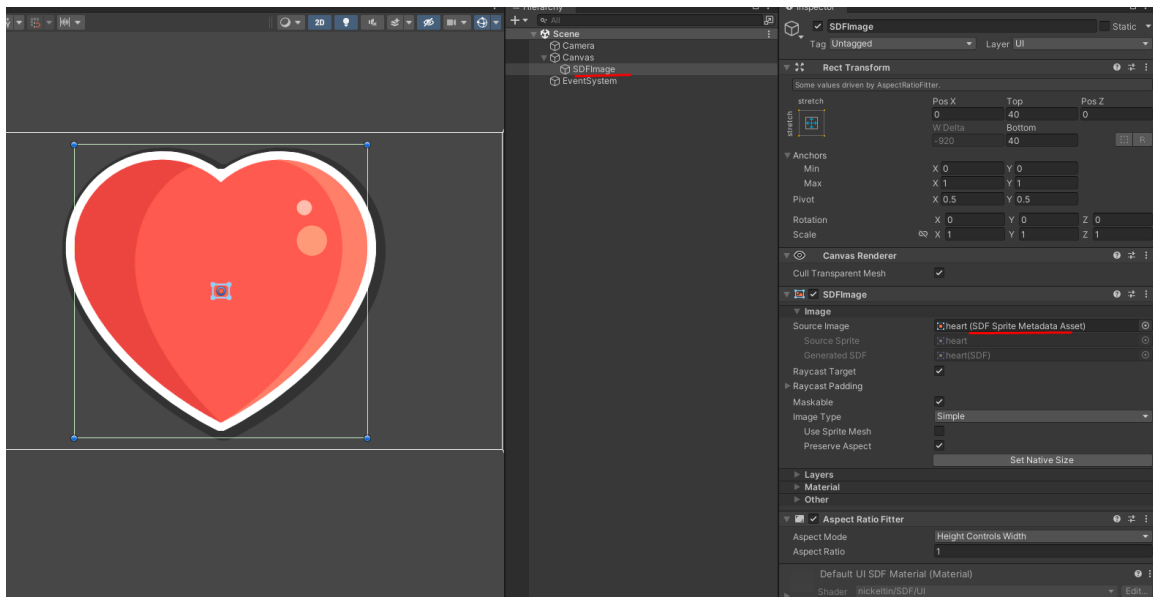 2D
Hierarchy
All
Scene
Camera
Canvas
SDFImage
EventSystem
Inspector
SDFImage
Static
Tag Untagged
Layer UI
Rect Transform
Some values driven by AspectRatioFitter.
stretch
stretch
Pos X Top Pos Z
0 40 0
W Delta Bottom
-920 40
R
Anchors
Min X 0 Y 0
Max X 1 Y 1
Pivot X 0.5 Y 0.5
Rotation X 0 Y 0 Z 0
Scale X 1 Y 1 Z 1
Canvas Renderer
Cull Transparent Mesh
SDFImage
Image
Source Image heart (SDF Sprite Metadata Asset)
Source Sprite heart
Generated SDF heart(SDF)
Raycast Target
Raycast Padding
Maskable
Image Type Simple
Use Sprite Mesh
Preserve Aspect
Set Native Size
Layers
Material
Other
Aspect Ratio Fitter
Aspect Mode Height Controls Width
Aspect Ratio 1
Default UI SDF Material (Material)
Shader nickeltin/SDF/UI Edit...